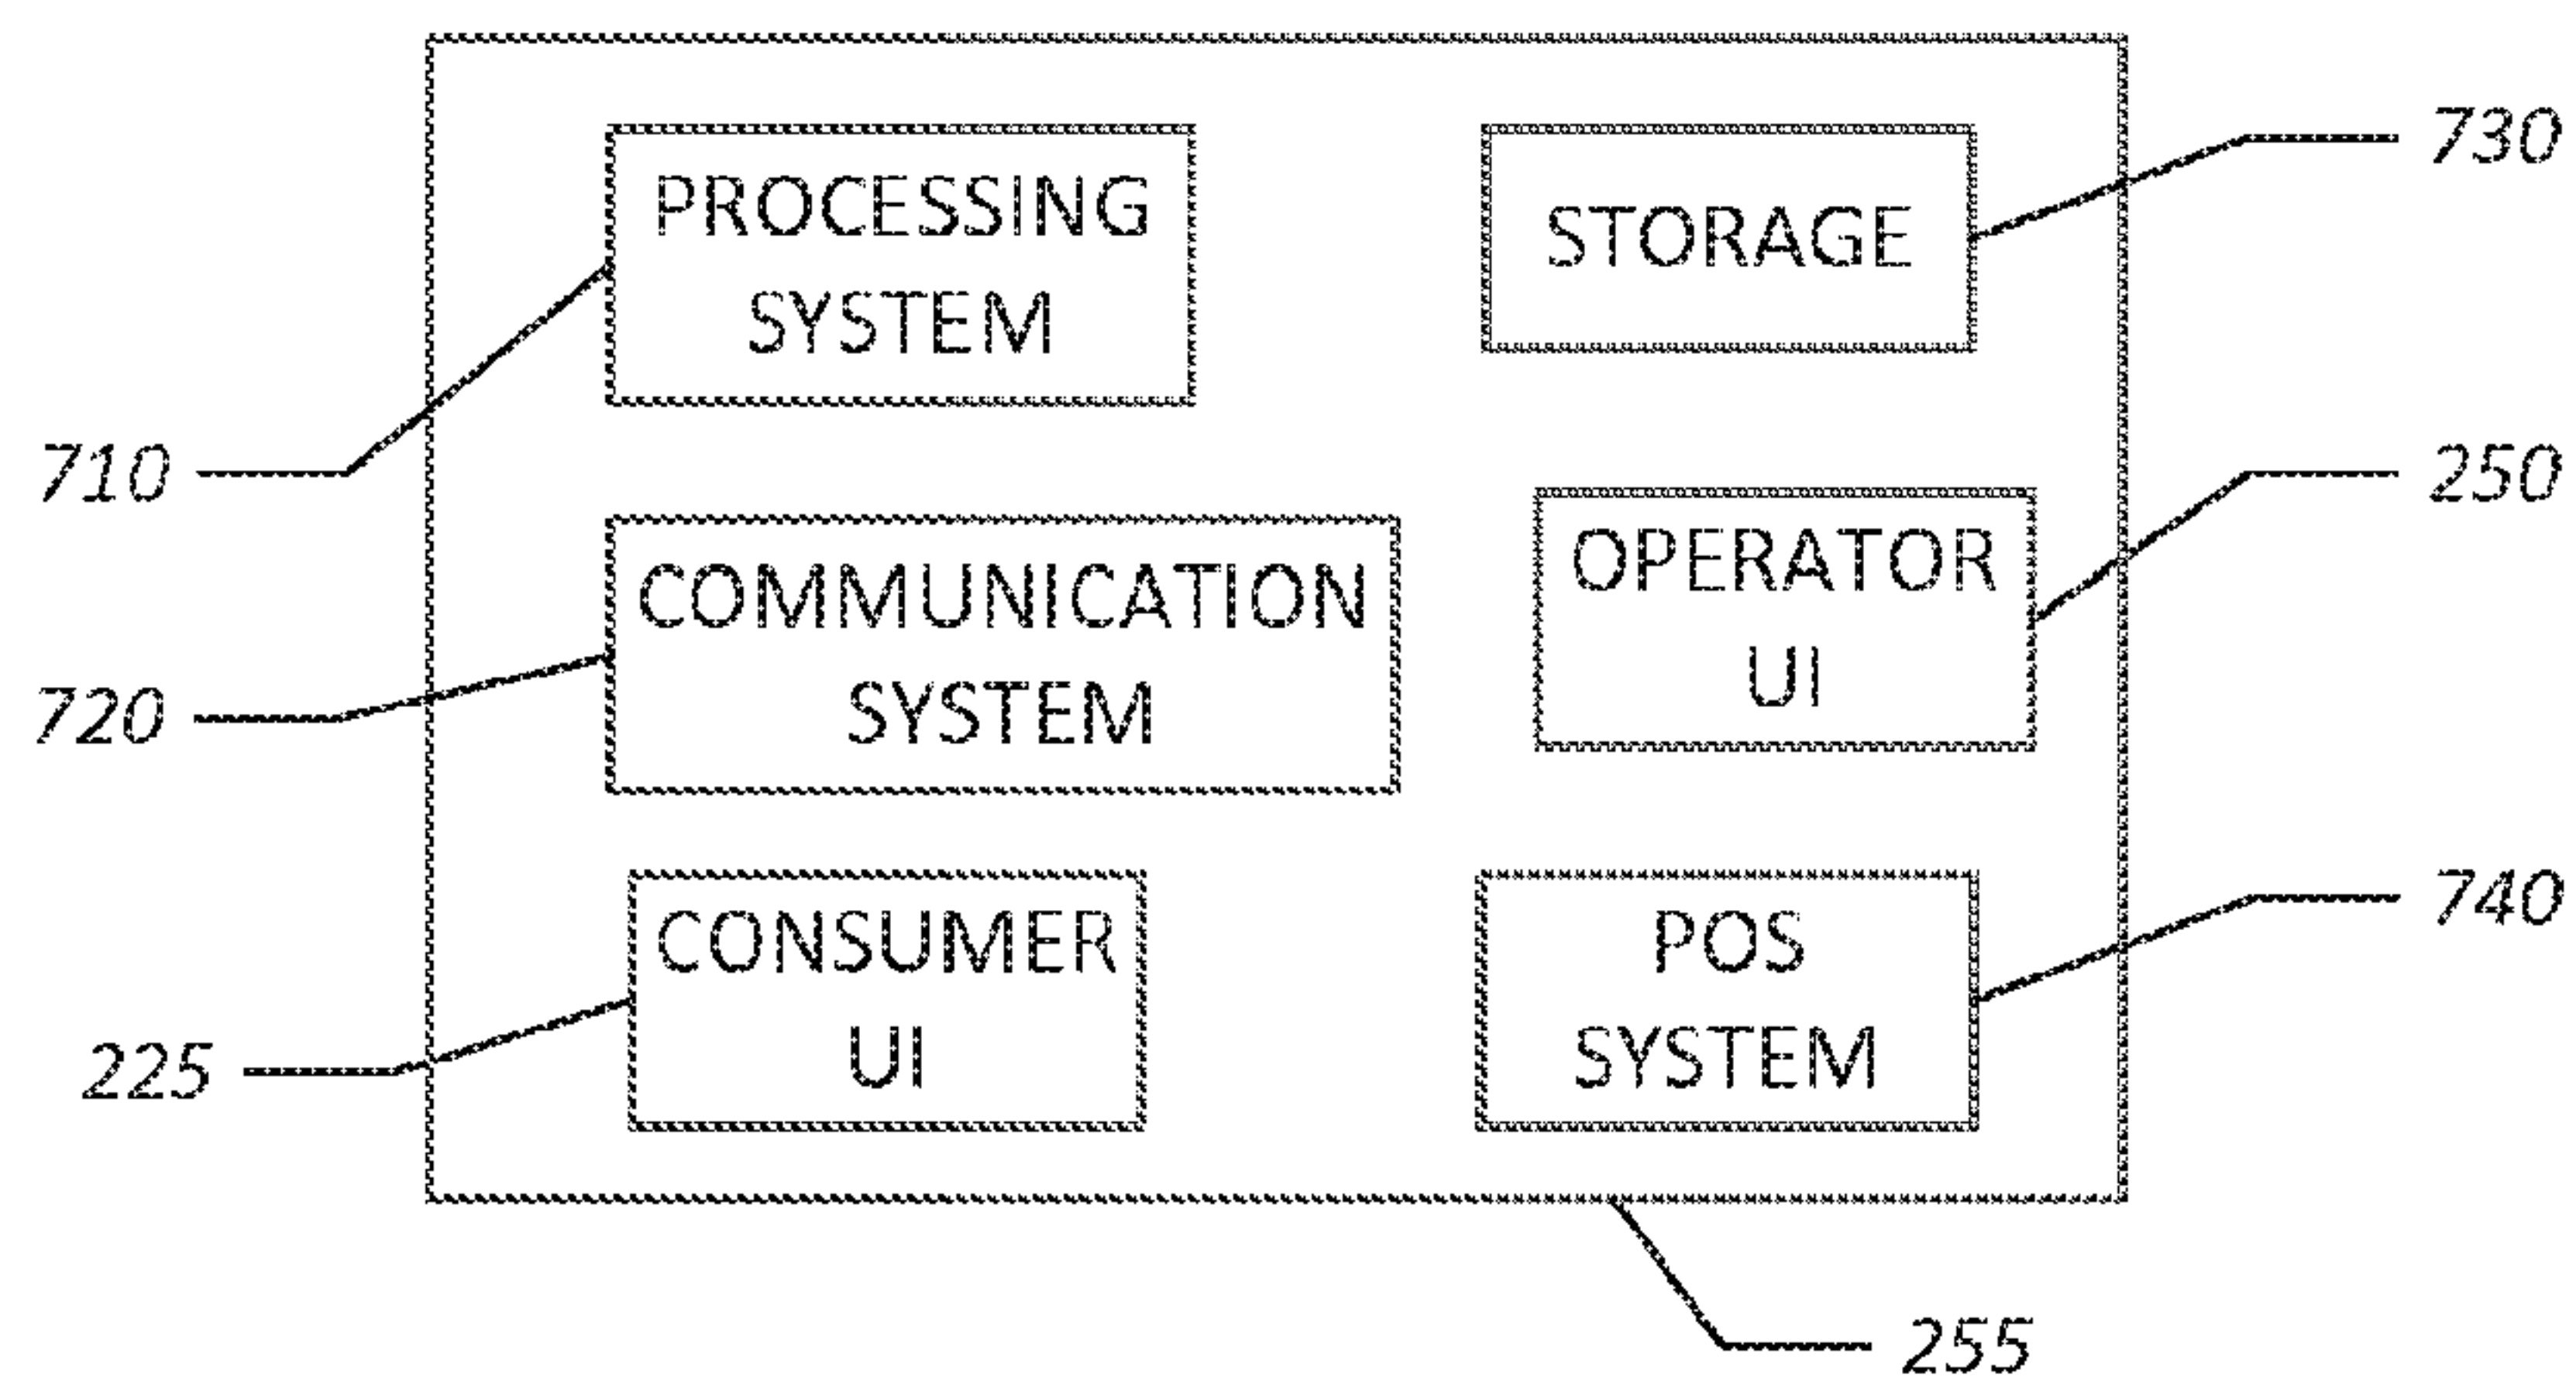 PROCESSING
SYSTEM
710
STORAGE
730
COMMUNICATION
SYSTEM
720
OPERATOR
UI
250
CONSUMER
UI
225
POS
SYSTEM
740
255